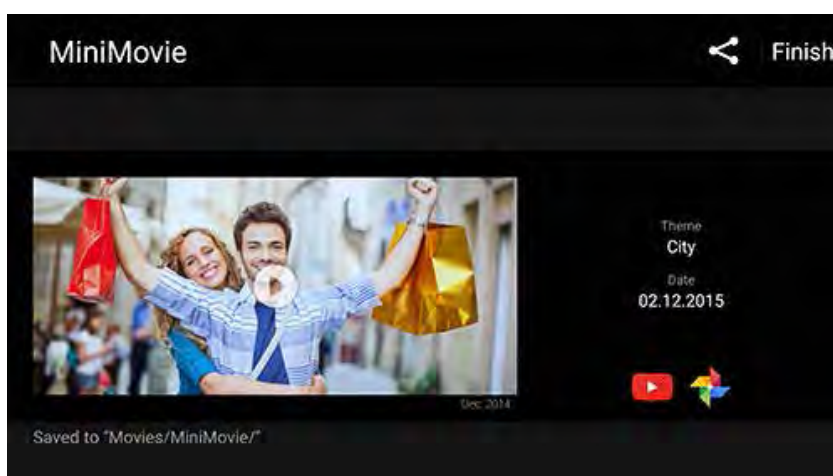 MiniMovie
Finish
Theme
City
Date
02.12.2015
Dec 2014
Saved to "Movies/MiniMovie/"